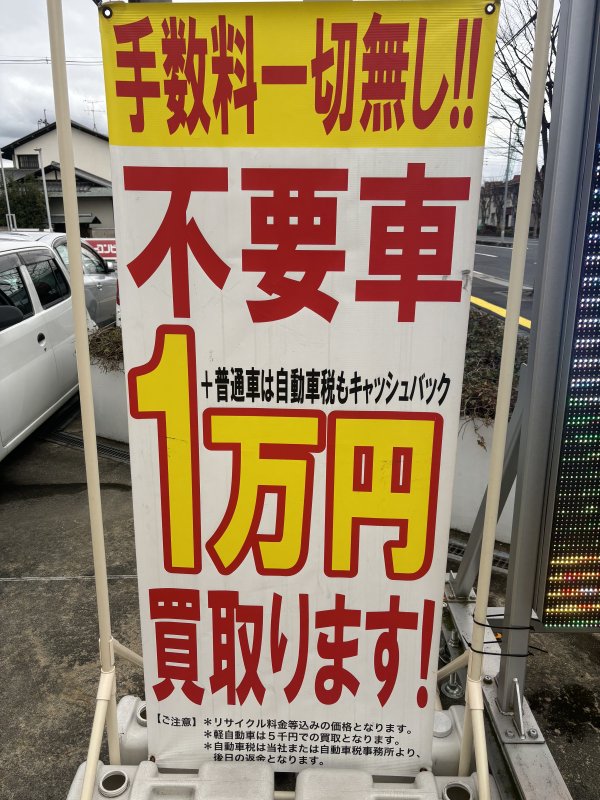 手数料一切無し!!
不要車
＋普通車は自動車税もキャッシュバック
1万円
買取ります!
【ご注意】＊リサイクル料金等込みの価格となります。
＊軽自動車は５千円での買取となります。
＊自動車税は当社または自動車税事務所より、
後日の返金となります。